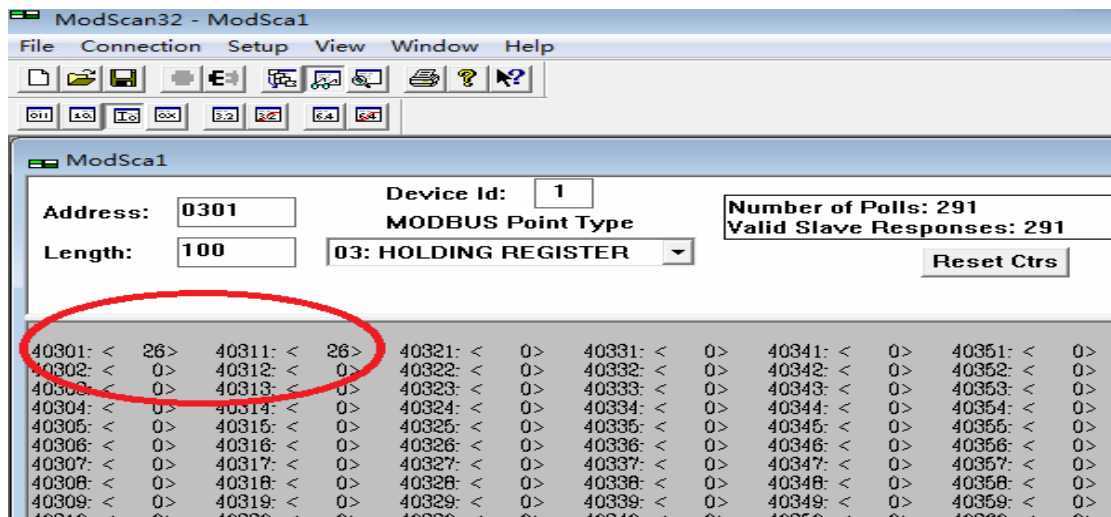 ModScan32 - ModSca1
File Connection Setup View Window Help
ModSca1
Address: 0301
Device Id: 1
MODBUS Point Type
Length: 100
03: HOLDING REGISTER
Number of Polls: 291
Valid Slave Responses: 291
Reset Ctrs
40301: < 26> 40311: < 26> 40321: < 0> 40331: < 0> 40341: < 0> 40351: < 0>
40302: < 0> 40312: < 0> 40322: < 0> 40332: < 0> 40342: < 0> 40352: < 0>
40303: < 0> 40313: < 0> 40323: < 0> 40333: < 0> 40343: < 0> 40353: < 0>
40304: < 0> 40314: < 0> 40324: < 0> 40334: < 0> 40344: < 0> 40354: < 0>
40305: < 0> 40315: < 0> 40325: < 0> 40335: < 0> 40345: < 0> 40355: < 0>
40306: < 0> 40316: < 0> 40326: < 0> 40336: < 0> 40346: < 0> 40356: < 0>
40307: < 0> 40317: < 0> 40327: < 0> 40337: < 0> 40347: < 0> 40357: < 0>
40308: < 0> 40318: < 0> 40328: < 0> 40338: < 0> 40348: < 0> 40358: < 0>
40309: < 0> 40319: < 0> 40329: < 0> 40339: < 0> 40349: < 0> 40359: < 0>